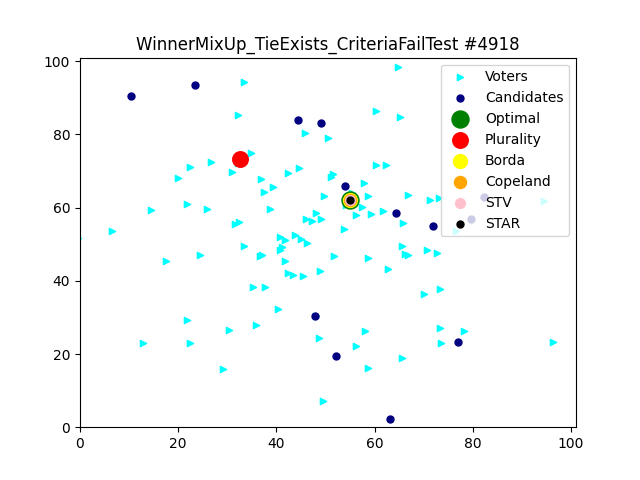 WinnerMixUp_TieExists_CriteriaFailTest #4918
100
80
60
40
20
0
0
20
40
60
80
100
Voters
Candidates
Optimal
Plurality
Borda
Copeland
STV
STAR